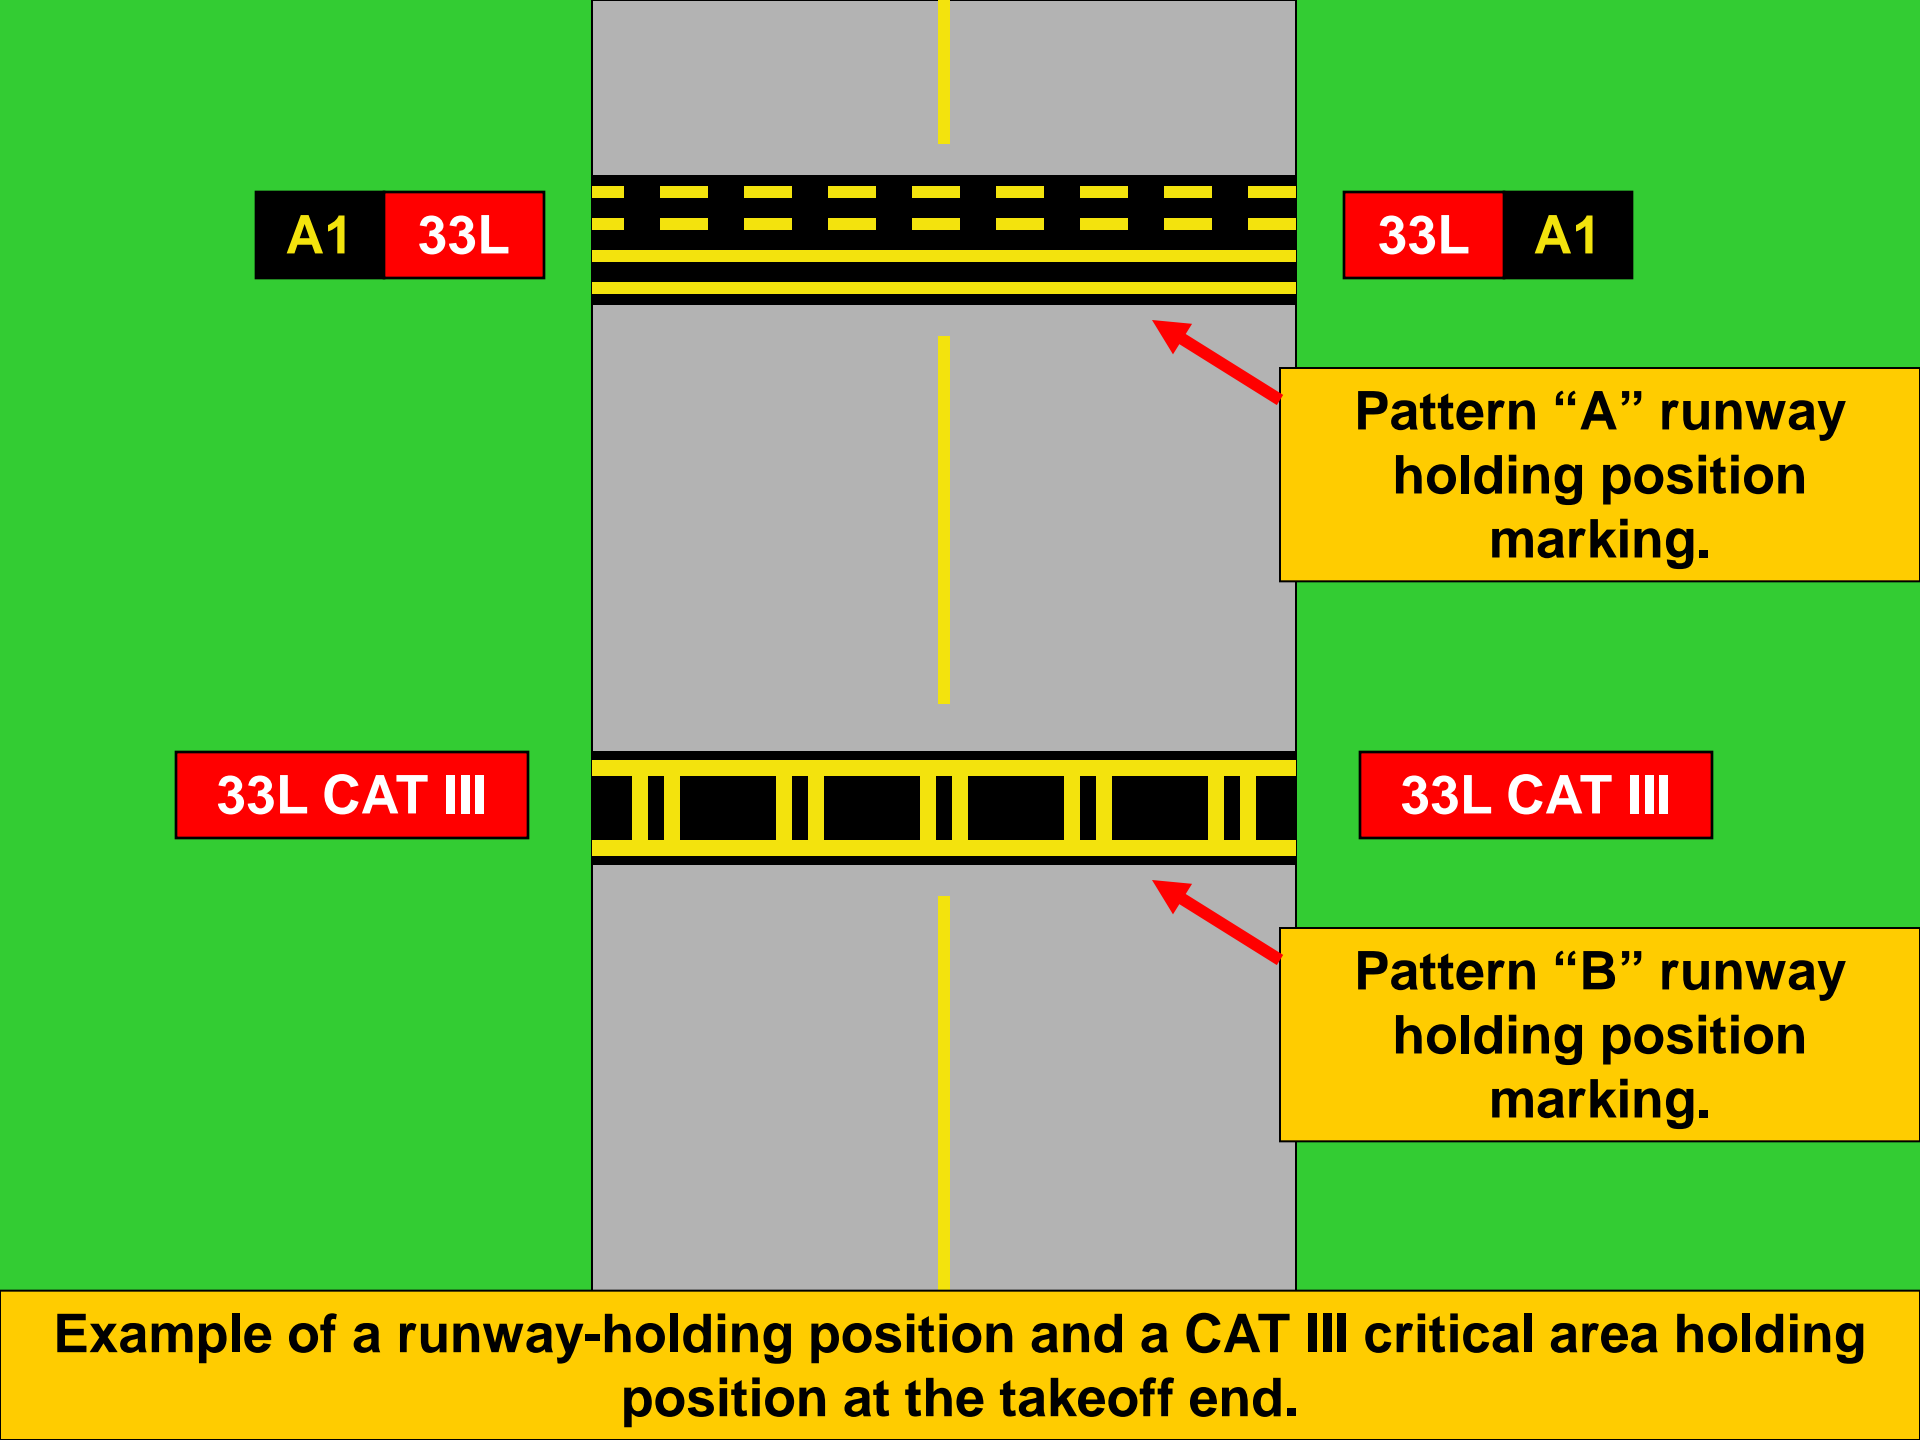 A1 33L
33L A1
Pattern “A” runway
holding position
marking.
33L CAT III
33L CAT III
Pattern “B” runway
holding position
marking.
Example of a runway-holding position and a CAT III critical area holding
position at the takeoff end.